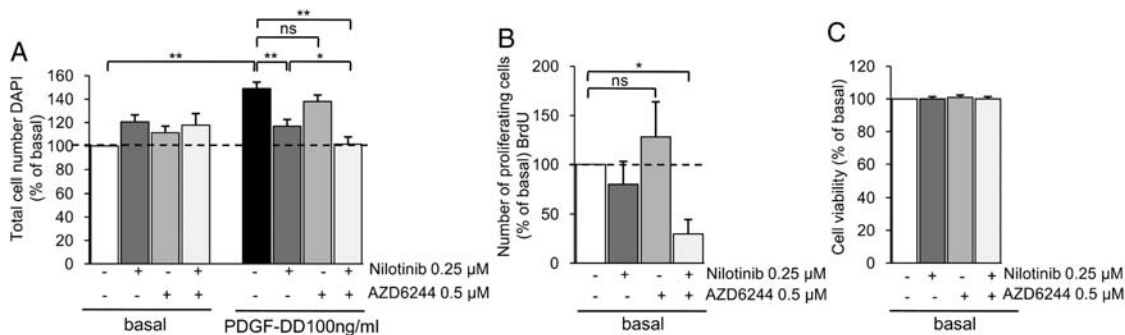 A
**
ns
**
**
*
Total cell number DAPI
(% of basal)
160
140
120
100
80
60
40
20
0
- + - + - + - + Nilotinib 0.25 µM
- - + + - - + + AZD6244 0.5 µM
basal
PDGF-DD100ng/ml
B
*
ns
Number of proliferating cells
(% of basal) BrdU
200
150
100
50
0
- + - + Nilotinib 0.25 µM
- - + + AZD6244 0.5 µM
basal
C
Cell viability (% of basal)
120
100
80
60
40
20
0
- + - + Nilotinib 0.25 µM
- - + + AZD6244 0.5 µM
basal